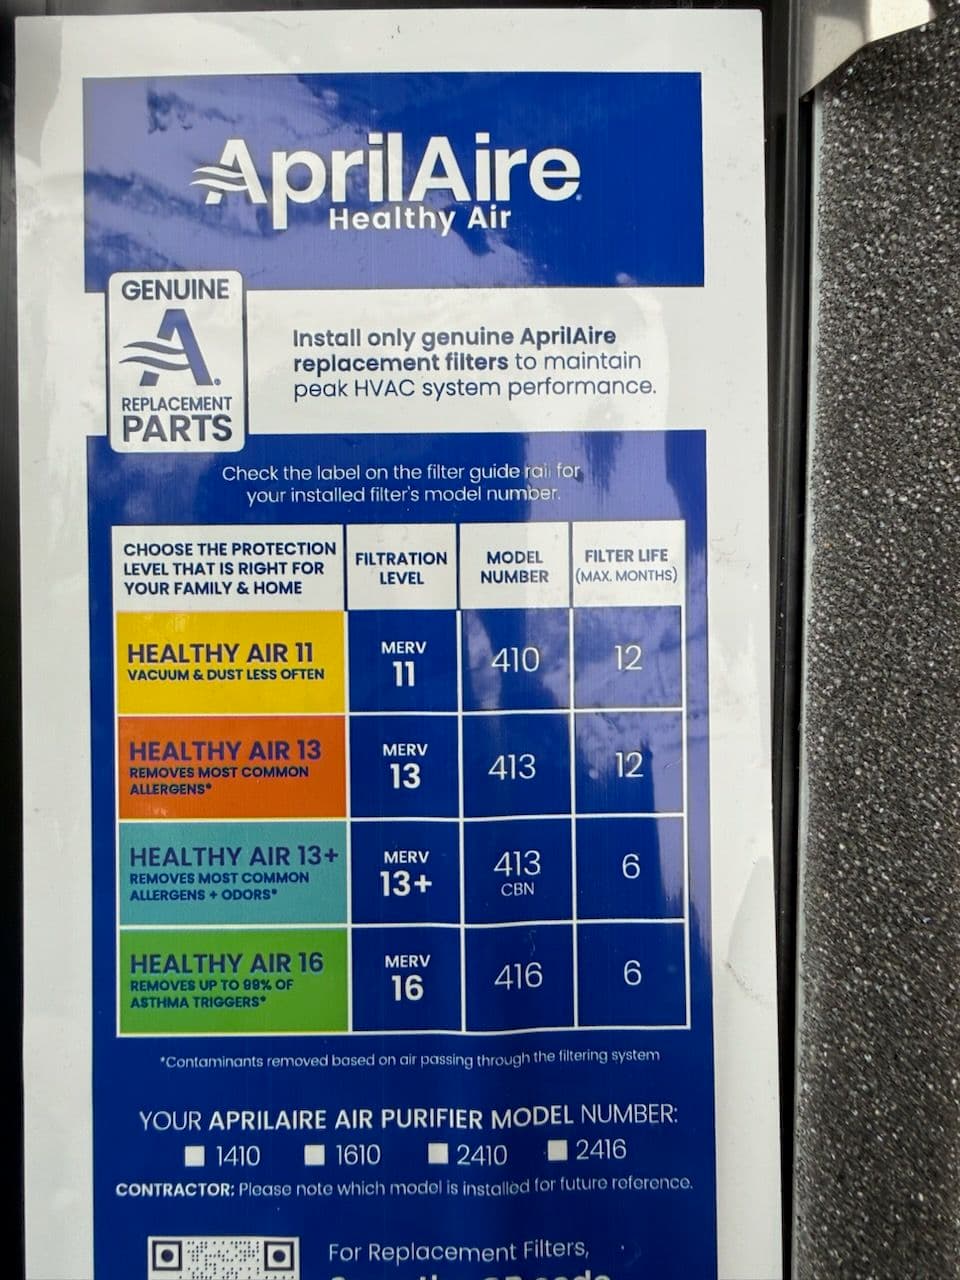 AprilAire
Healthy Air
GENUINE
A
REPLACEMENT
PARTS
Install only genuine AprilAire
replacement filters to maintain
peak HVAC system performance.
Check the label on the filter guide rail for
your installed filter's model number.
CHOOSE THE PROTECTION
LEVEL THAT IS RIGHT FOR
YOUR FAMILY & HOME
FILTRATION
LEVEL
MODEL
NUMBER
FILTER LIFE
(MAX. MONTHS)
HEALTHY AIR 11
VACUUM & DUST LESS OFTEN
MERV
11
410
12
HEALTHY AIR 13
REMOVES MOST COMMON
ALLERGENS*
MERV
13
413
12
HEALTHY AIR 13+
REMOVES MOST COMMON
ALLERGENS + ODORS*
MERV
13+
413
CBN
6
HEALTHY AIR 16
REMOVES UP TO 99% OF
ASTHMA TRIGGERS*
MERV
16
416
6
*Contaminants removed based on air passing through the filtering system
YOUR APRILAIRE AIR PURIFIER MODEL NUMBER:
1410 1610 2410 2416
CONTRACTOR: Please note which model is installed for future reference.
For Replacement Filters,